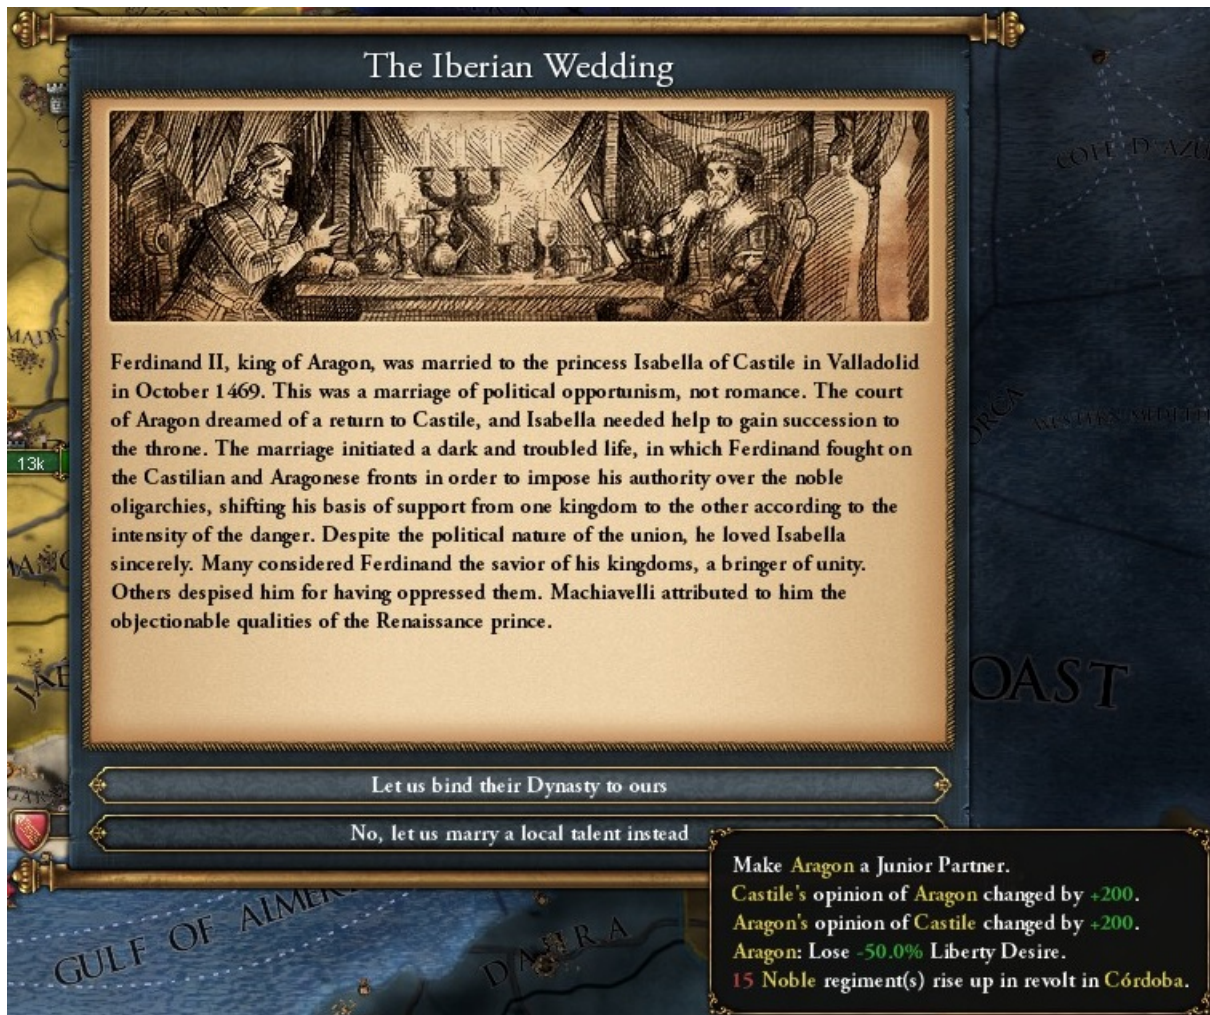 The Iberian Wedding
COTE D'AZU
MADR
Ferdinand II, king of Aragon, was married to the princess Isabella of Castile in Valladolid
in October 1469. This was a marriage of political opportunism, not romance. The court
of Aragon dreamed of a return to Castile, and Isabella needed help to gain succession to
the throne. The marriage initiated a dark and troubled life, in which Ferdinand fought on
the Castilian and Aragonese fronts in order to impose his authority over the noble
oligarchies, shifting his basis of support from one kingdom to the other according to the
intensity of the danger. Despite the political nature of the union, he loved Isabella
sincerely. Many considered Ferdinand the savior of his kingdoms, a bringer of unity.
Others despised him for having oppressed them. Machiavelli attributed to him the
objectionable qualities of the Renaissance prince.
ORCA
WESTERN MEDITE
13k
JAÉ
OAST
Let us bind their Dynasty to ours
No, let us marry a local talent instead
GULF OF ALMER
Make Aragon a Junior Partner.
Castile's opinion of Aragon changed by +200.
Aragon's opinion of Castile changed by +200.
Aragon: Lose -50.0% Liberty Desire.
15 Noble regiment(s) rise up in revolt in Córdoba.